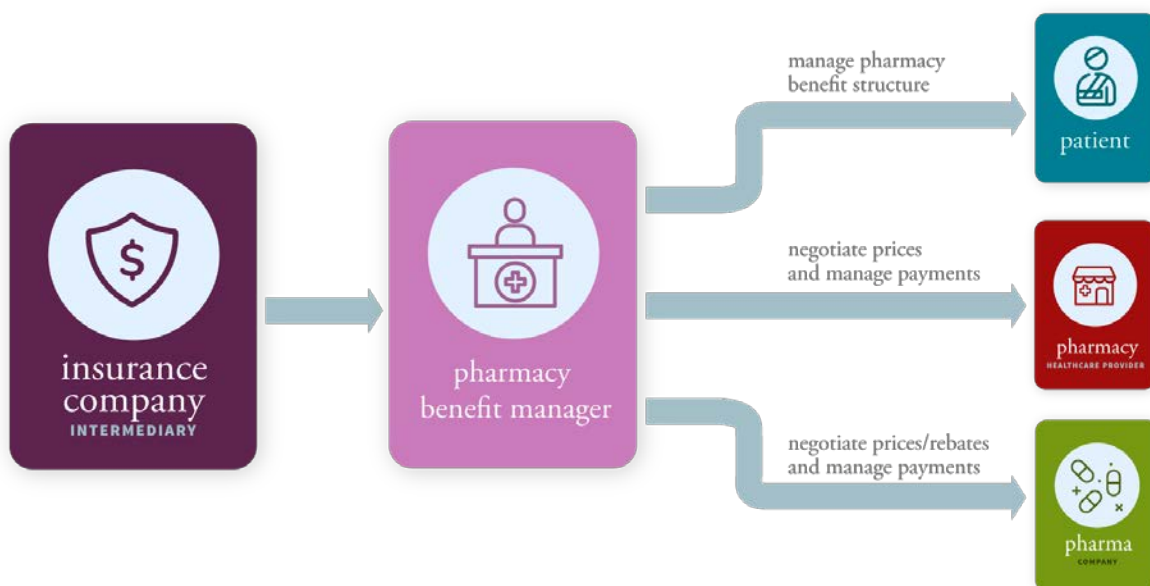 insurance
company
INTERMEDIARY
$
pharmacy
benefit manager
manage pharmacy
benefit structure
negotiate prices
and manage payments
negotiate prices/rebates
and manage payments
patient
pharmacy
HEALTHCARE PROVIDER
pharma
COMPANY